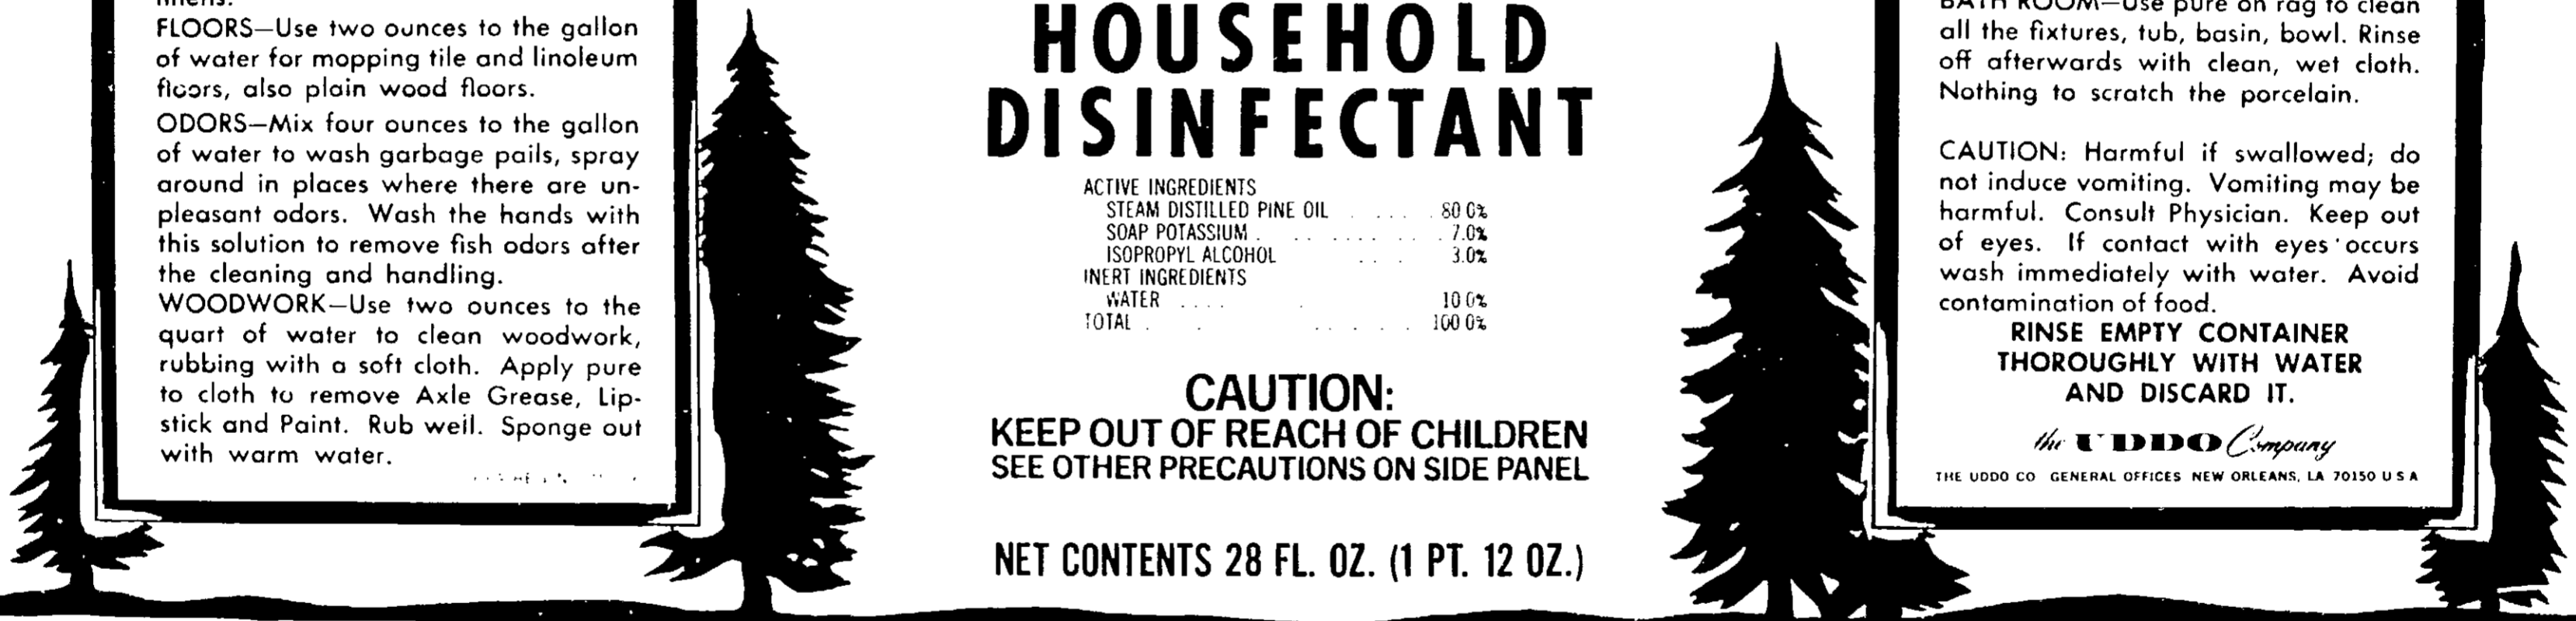 linens.
FLOORS—Use two ounces to the gallon
of water for mopping tile and linoleum
floors, also plain wood floors.
ODORS—Mix four ounces to the gallon
of water to wash garbage pails, spray
around in places where there are un-
pleasant odors. Wash the hands with
this solution to remove fish odors after
the cleaning and handling.
WOODWORK—Use two ounces to the
quart of water to clean woodwork,
rubbing with a soft cloth. Apply pure
to cloth to remove Axle Grease, Lip-
stick and Paint. Rub well. Sponge out
with warm water.
HOUSEHOLD
DISINFECTANT
ACTIVE INGREDIENTS
STEAM DISTILLED PINE OIL . . . . . 80.0%
SOAP POTASSIUM . . . . . . . . . 7.0%
ISOPROPYL ALCOHOL . . . 3.0%
INERT INGREDIENTS
WATER . . . . . 10.0%
TOTAL . . . . . . . 100.0%
CAUTION:
KEEP OUT OF REACH OF CHILDREN
SEE OTHER PRECAUTIONS ON SIDE PANEL
NET CONTENTS 28 FL. OZ. (1 PT. 12 OZ.)
BATH ROOM—Use pure on rag to clean
all the fixtures, tub, basin, bowl. Rinse
off afterwards with clean, wet cloth.
Nothing to scratch the porcelain.
CAUTION: Harmful if swallowed; do
not induce vomiting. Vomiting may be
harmful. Consult Physician. Keep out
of eyes. If contact with eyes occurs
wash immediately with water. Avoid
contamination of food.
RINSE EMPTY CONTAINER
THOROUGHLY WITH WATER
AND DISCARD IT.
the UDDO Company
THE UDDO CO GENERAL OFFICES NEW ORLEANS, LA 70150 U S A